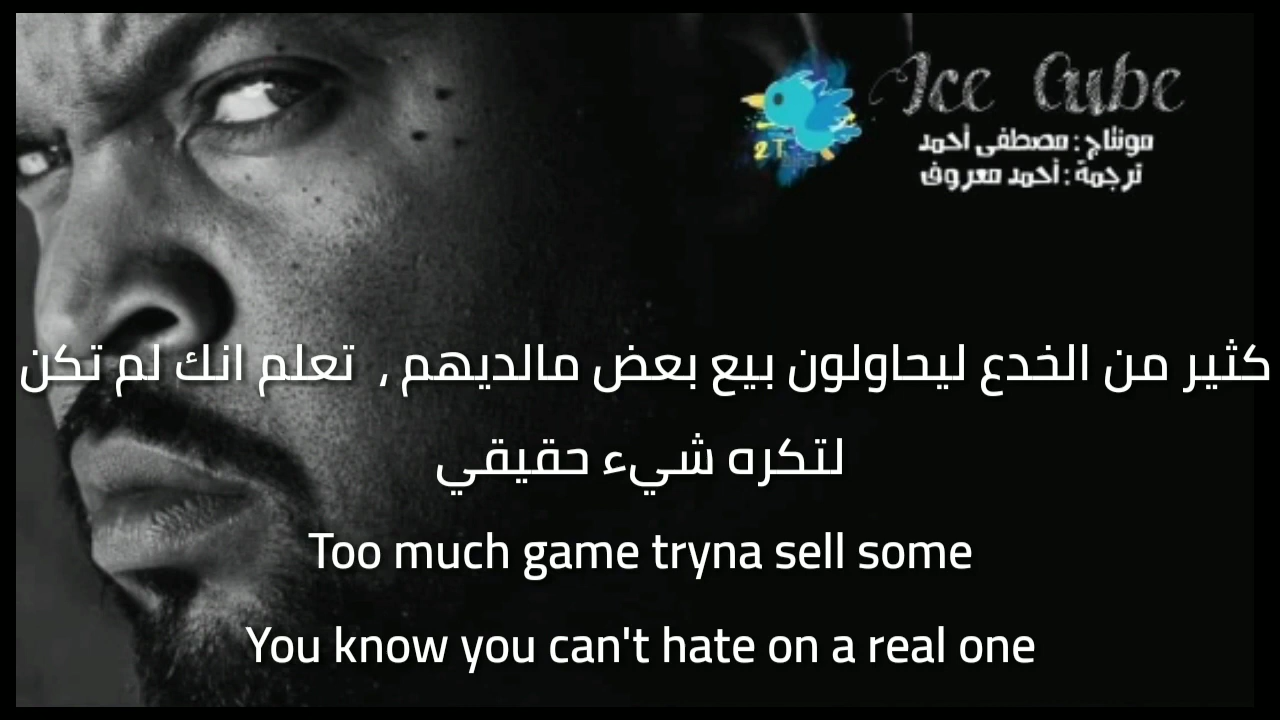 Ice Cube
مونتاج : مصطفى أحمد
ترجمة : أحمد معروف
2T
كثير من الخدع ليحاولون بيع بعض مالديهم , تعلم انك لم تكن
لتكره شيء حقيقي
Too much game tryna sell some
You know you can't hate on a real one